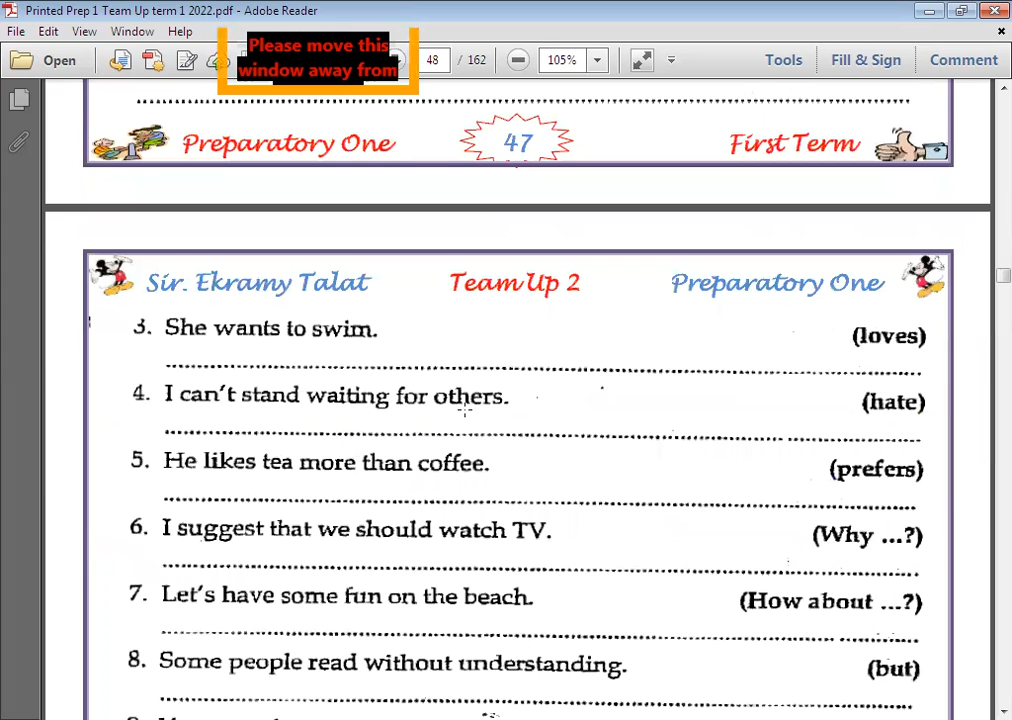 Printed Prep 1 Team Up term 1 2022.pdf - Adobe Reader
File Edit View Window Help
Please move this
window away from
Open 48 / 162 105% Tools Fill & Sign Comment
Preparatory One 47 First Term
Sir. Ekramy Talat Team Up 2 Preparatory One
3. She wants to swim. (loves)
4. I can't stand waiting for others. (hate)
5. He likes tea more than coffee. (prefers)
6. I suggest that we should watch TV. (Why ...?)
7. Let's have some fun on the beach. (How about ...?)
8. Some people read without understanding. (but)